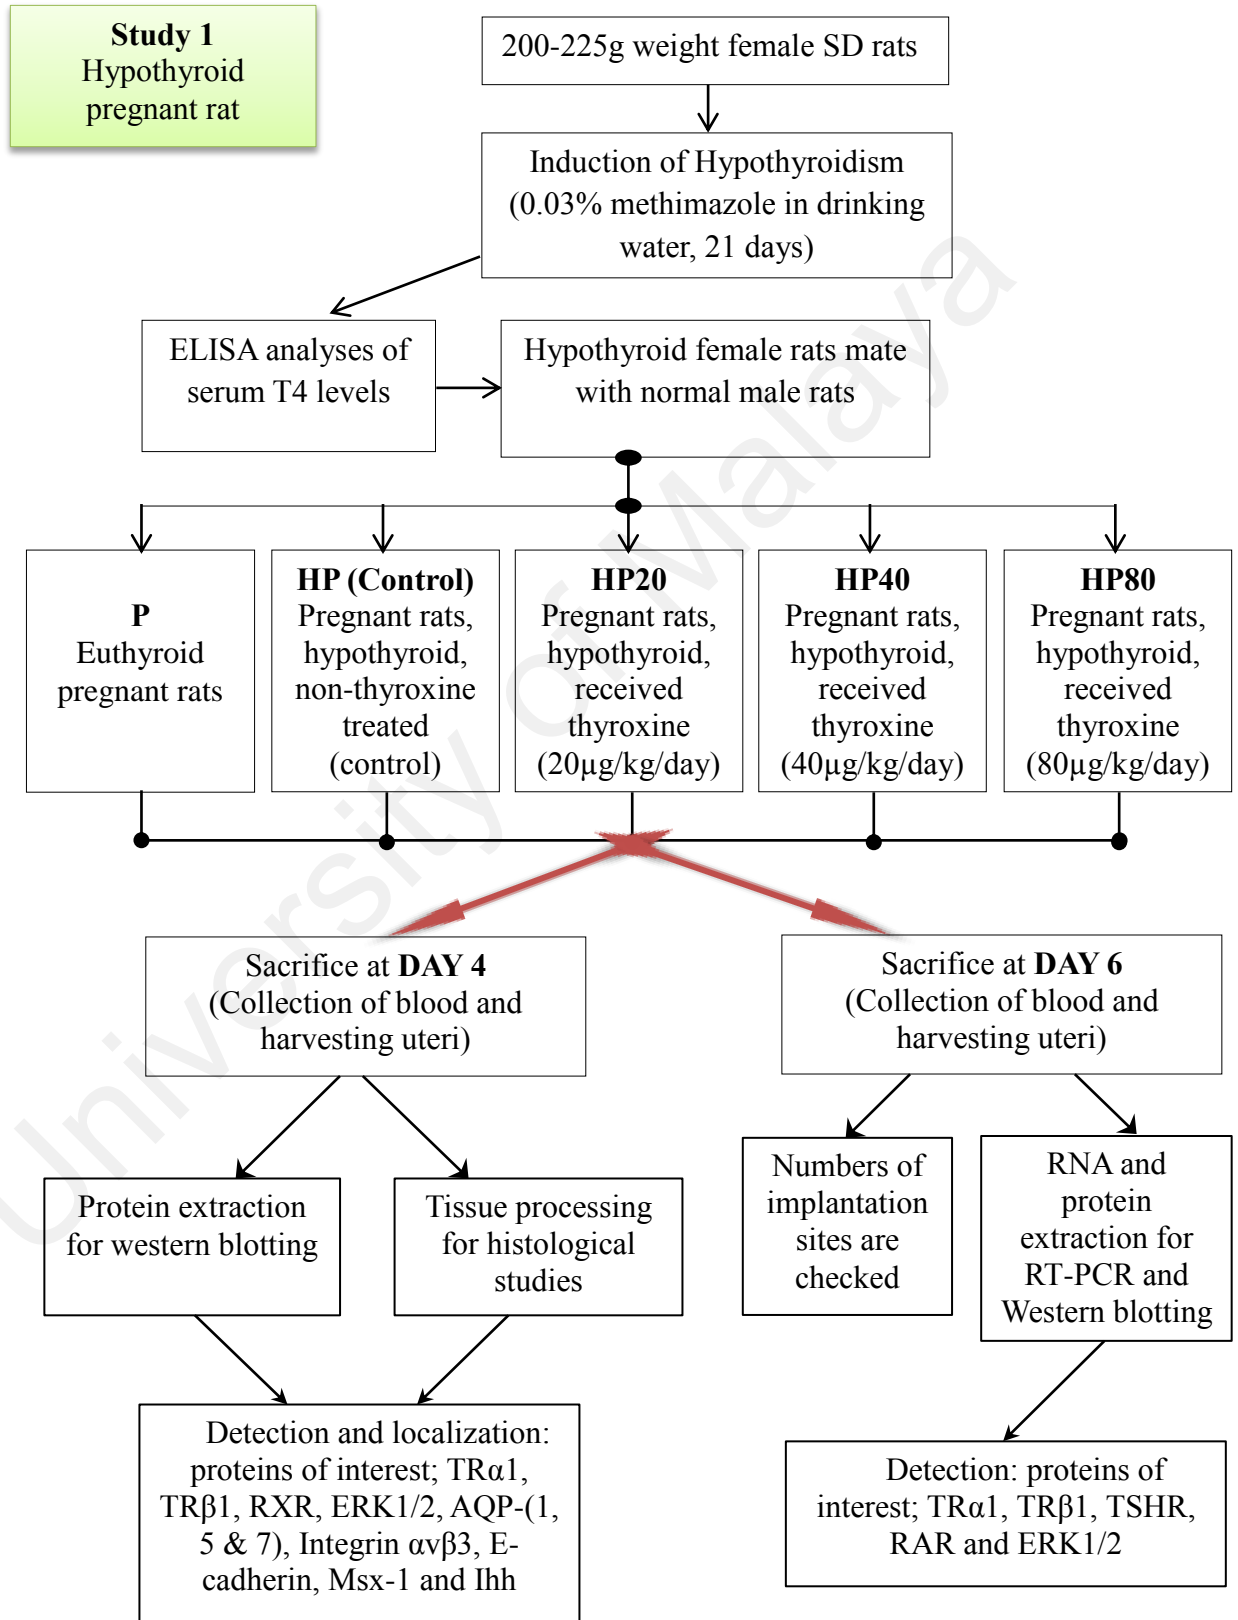 Study 1
Hypothyroid
pregnant rat
200-225g weight female SD rats
Induction of Hypothyroidism
(0.03% methimazole in drinking
water, 21 days)
ELISA analyses of
serum T4 levels
Hypothyroid female rats mate
with normal male rats
P
Euthyroid
pregnant rats
HP (Control)
Pregnant rats,
hypothyroid,
non-thyroxine
treated
(control)
HP20
Pregnant rats,
hypothyroid,
received
thyroxine
(20µg/kg/day)
HP40
Pregnant rats,
hypothyroid,
received
thyroxine
(40µg/kg/day)
HP80
Pregnant rats,
hypothyroid,
received
thyroxine
(80µg/kg/day)
Sacrifice at DAY 4
(Collection of blood and
harvesting uteri)
Sacrifice at DAY 6
(Collection of blood and
harvesting uteri)
Protein extraction
for western blotting
Tissue processing
for histological
studies
Numbers of
implantation
sites are
checked
RNA and
protein
extraction for
RT-PCR and
Western blotting
Detection and localization:
proteins of interest; TRα1,
TRβ1, RXR, ERK1/2, AQP-(1,
5 & 7), Integrin αvβ3, E-
cadherin, Msx-1 and Ihh
Detection: proteins of
interest; TRα1, TRβ1, TSHR,
RAR and ERK1/2
University of Malaya